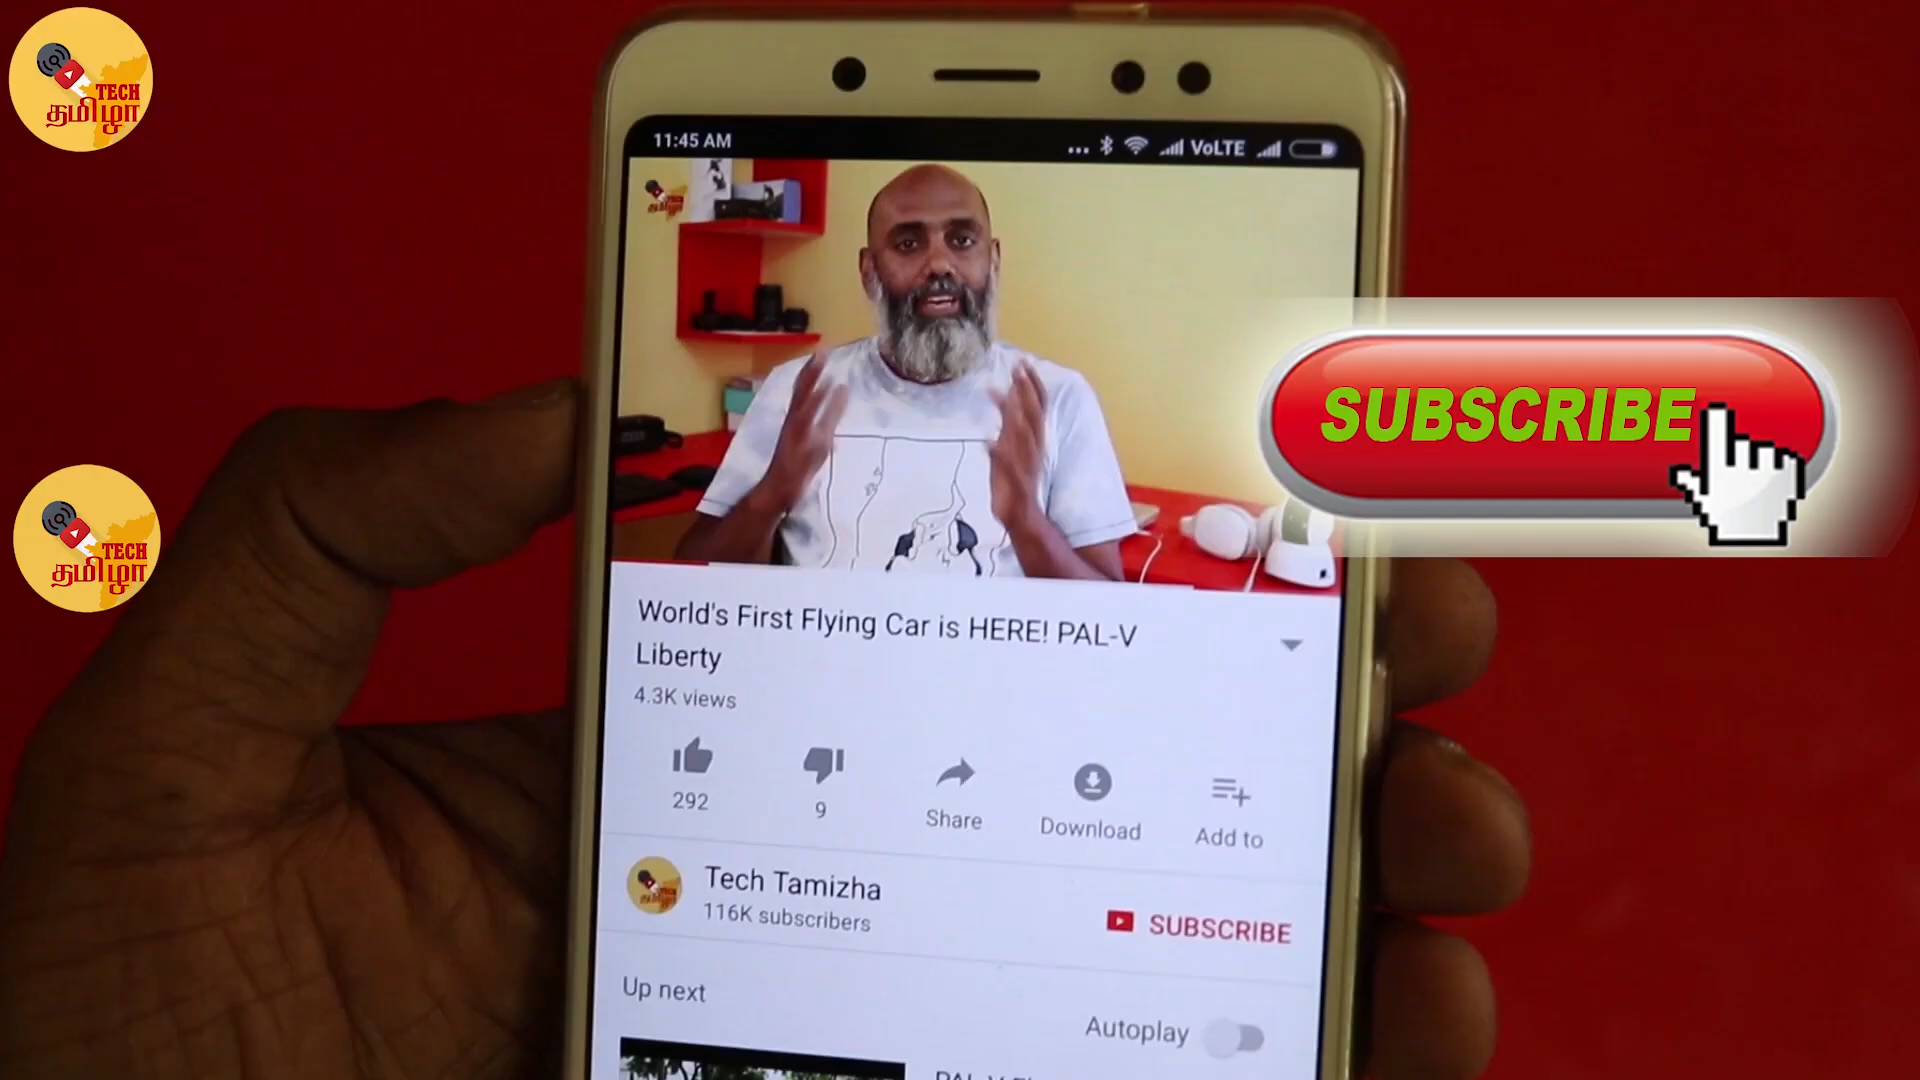 TECH
தமிழா
11:45 AM
VoLTE
SUBSCRIBE
TECH
தமிழா
World's First Flying Car is HERE! PAL-V
Liberty
4.3K views
292
9
Share
Download
Add to
Tech Tamizha
116K subscribers
SUBSCRIBE
Up next
Autoplay